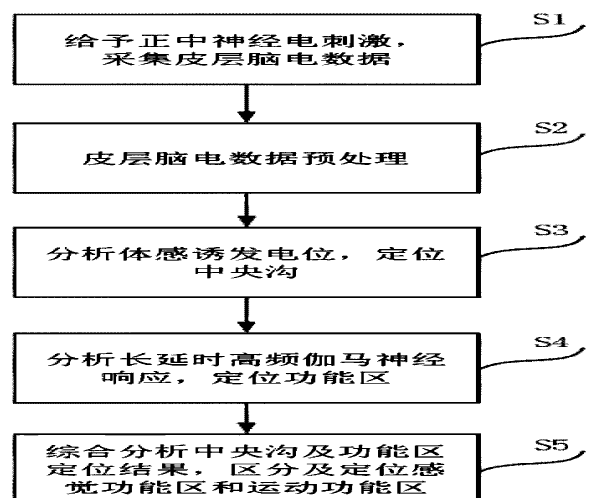 给予正中神经电刺激，
采集皮层脑电数据
S1
皮层脑电数据预处理
S2
分析体感诱发电位，定位
中央沟
S3
分析长延时高频伽马神经
响应，定位功能区
S4
综合分析中央沟及功能区
定位结果，区分及定位感
觉功能区和运动功能区
S5